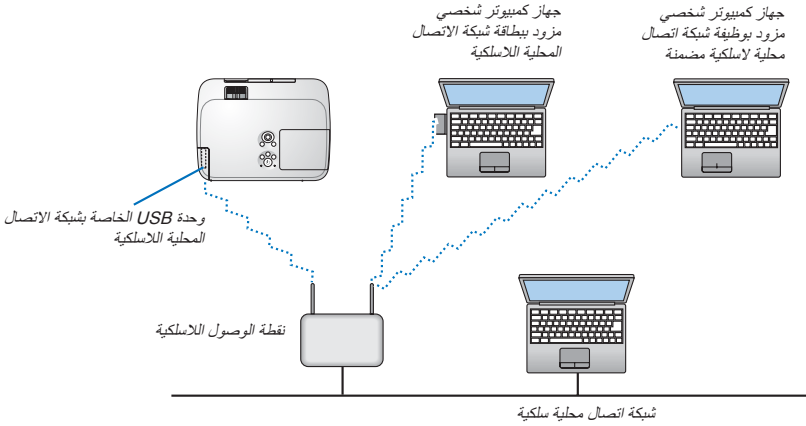 جهاز كمبيوتر شخصي
مزود بوظيفة شبكة اتصال
محلية لاسلكية مضمنة
جهاز كمبيوتر شخصي
مزود ببطاقة شبكة الاتصال
المحلية اللاسلكية
وحدة USB الخاصة بشبكة الاتصال
المحلية اللاسلكية
نقطة الوصول اللاسلكية
شبكة اتصال محلية سلكية